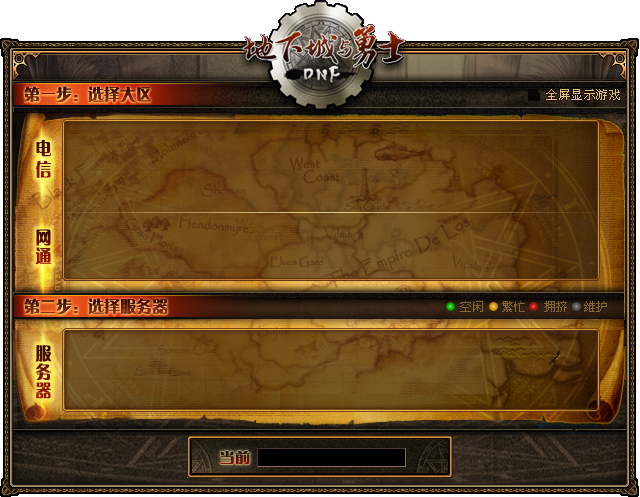 地下城与勇士
DNF
第一步：选择大区
全屏显示游戏
电信
网通
West
Coast
Hendonmyre
Elven Gard
The Empire De Los
第二步：选择服务器
空闲 繁忙 拥挤 维护
服务器
当前